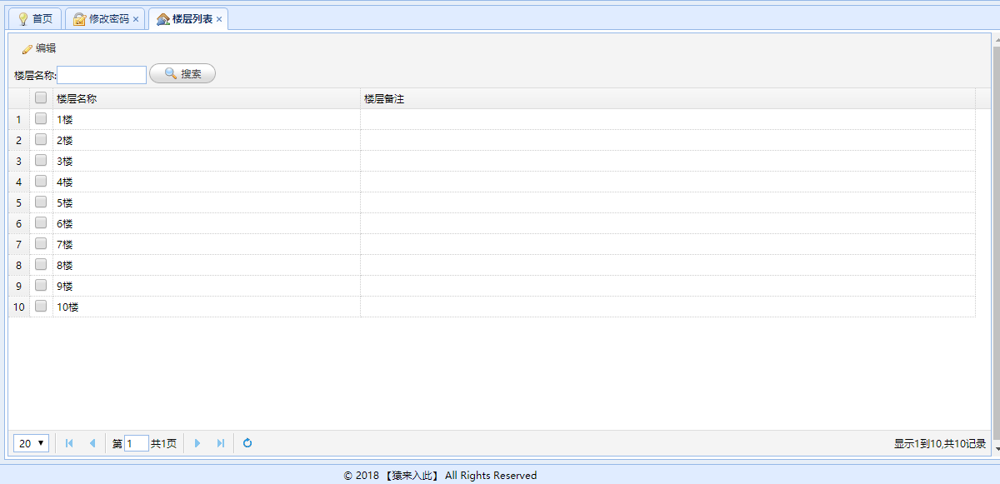 首页 修改密码 × 楼层列表 ×
编辑
楼层名称: 搜索
楼层名称 楼层备注
1 1楼
2 2楼
3 3楼
4 4楼
5 5楼
6 6楼
7 7楼
8 8楼
9 9楼
10 10楼
20 第 1 共1页 显示1到10,共10记录
© 2018 【猿来入此】 All Rights Reserved